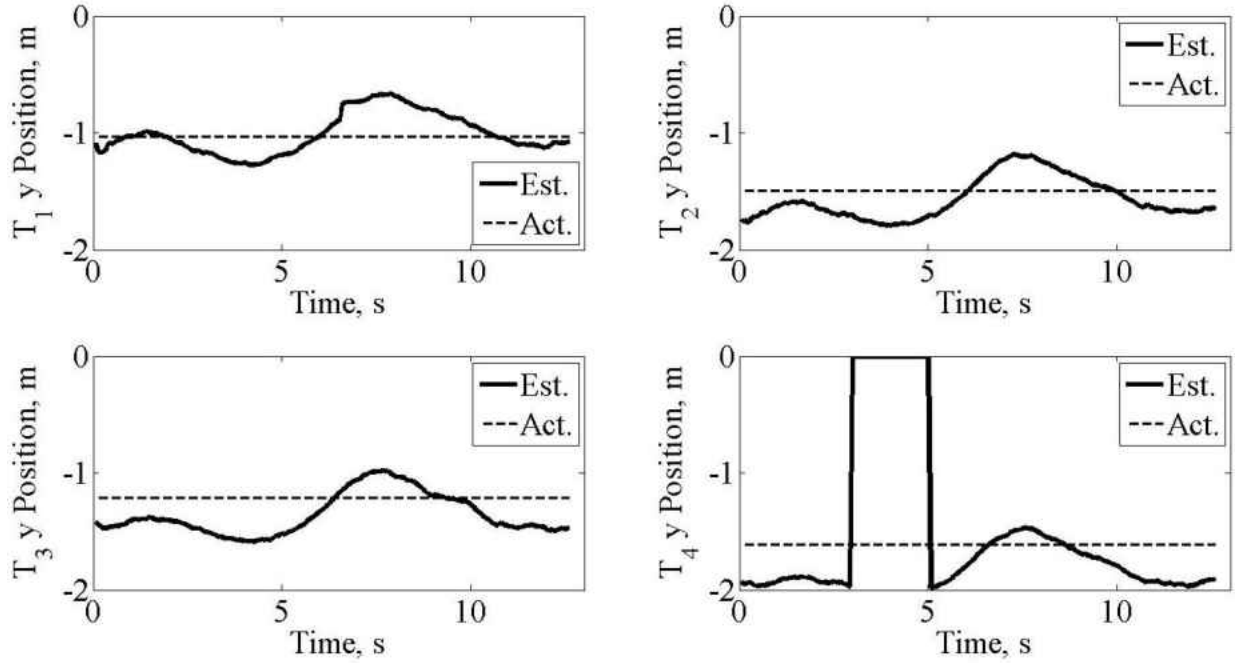 0
-1
-2
T1 y Position, m
Est.
Act.
0 5 10
Time, s
0
-1
-2
T2 y Position, m
Est.
Act.
0 5 10
Time, s
0
-1
-2
T3 y Position, m
Est.
Act.
0 5 10
Time, s
0
-1
-2
T4 y Position, m
Est.
Act.
0 5 10
Time, s